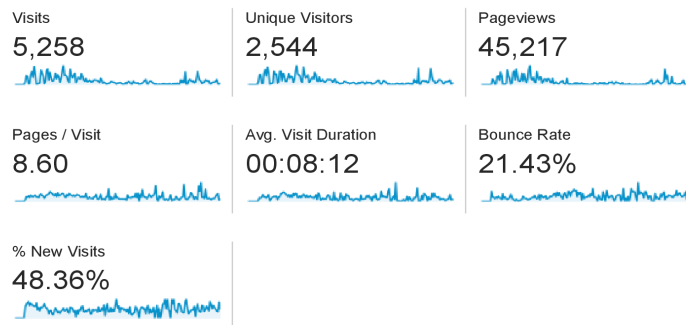 Visits
5,258
Unique Visitors
2,544
Pageviews
45,217
Pages / Visit
8.60
Avg. Visit Duration
00:08:12
Bounce Rate
21.43%
% New Visits
48.36%